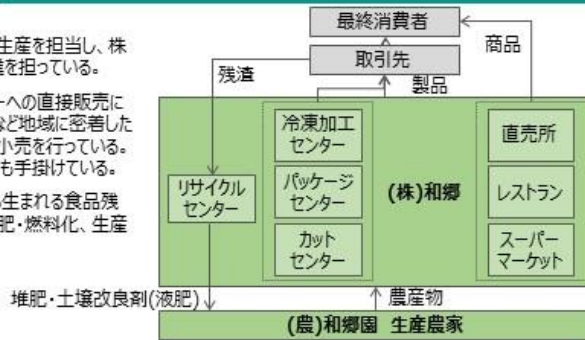 生産を担当し、株
を担っている。
への直接販売に
など地域に密着した
小売を行っている。
も手掛けている。
生まれる食品残
肥・燃料化、生産
最終消費者
取引先
商品
残渣
製品
冷凍加工
センター
パッケージ
センター
カット
センター
リサイクル
センター
(株)和郷
直売所
レストラン
スーパー
マーケット
堆肥・土壌改良剤(液肥)
農産物
(農)和郷園 生産農家